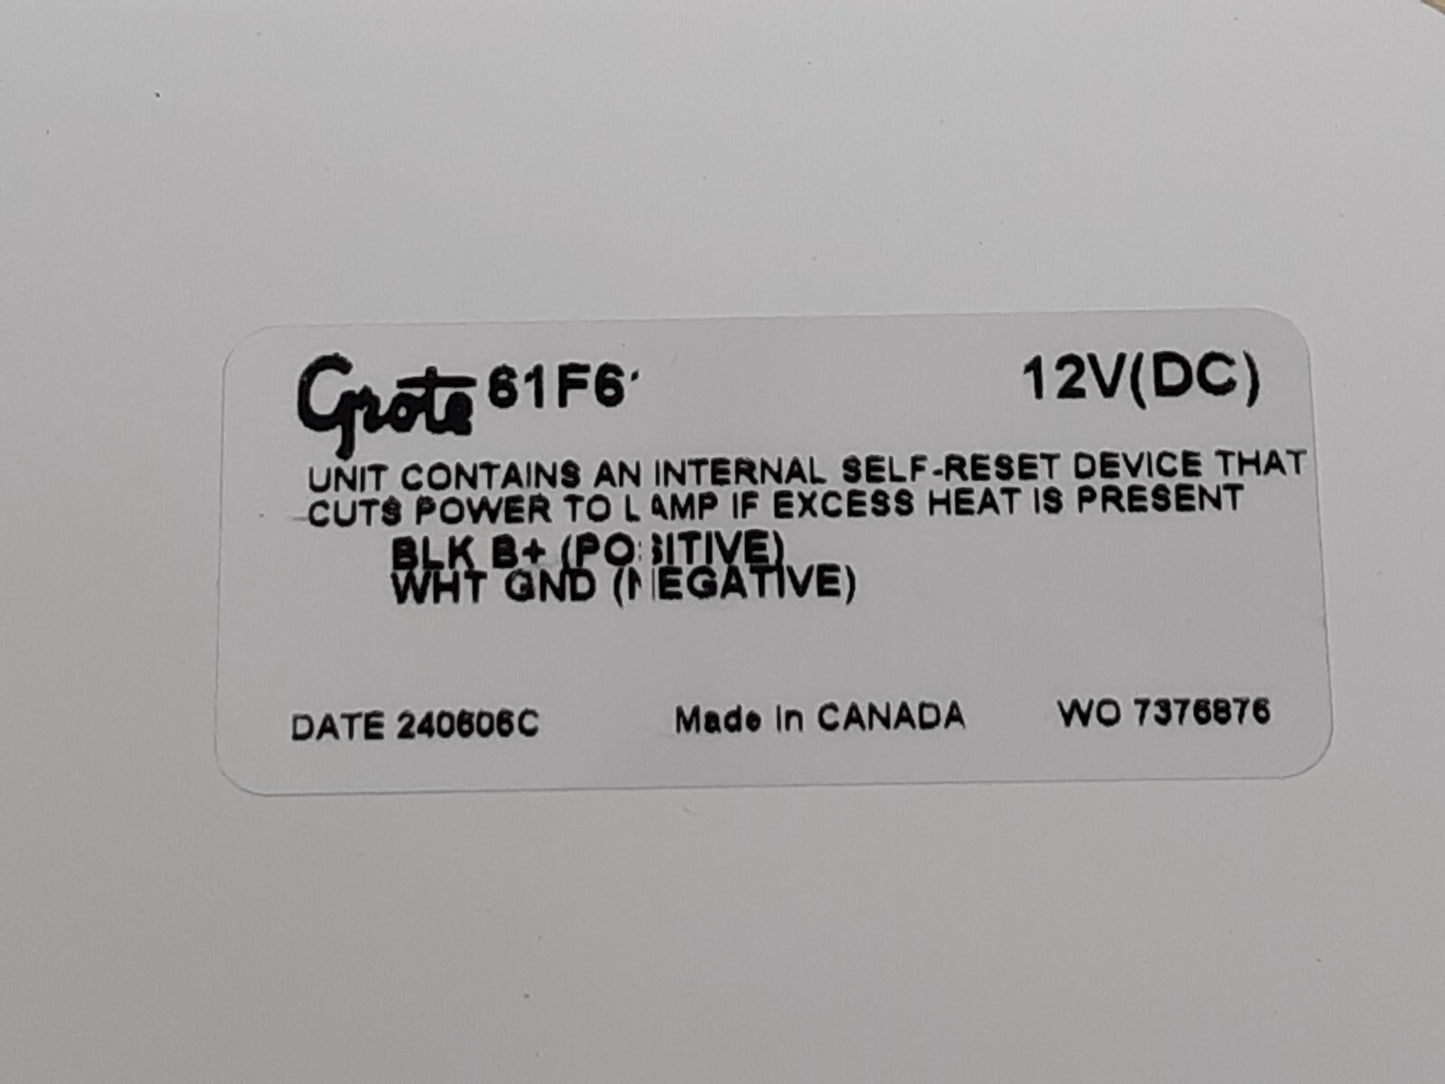 Grote 61F6
12V(DC)
UNIT CONTAINS AN INTERNAL SELF-RESET DEVICE THAT
CUTS POWER TO LAMP IF EXCESS HEAT IS PRESENT
BLK B+ (POSITIVE)
WHT GND (NEGATIVE)
DATE 240606C
Made in CANADA
WO 7376876